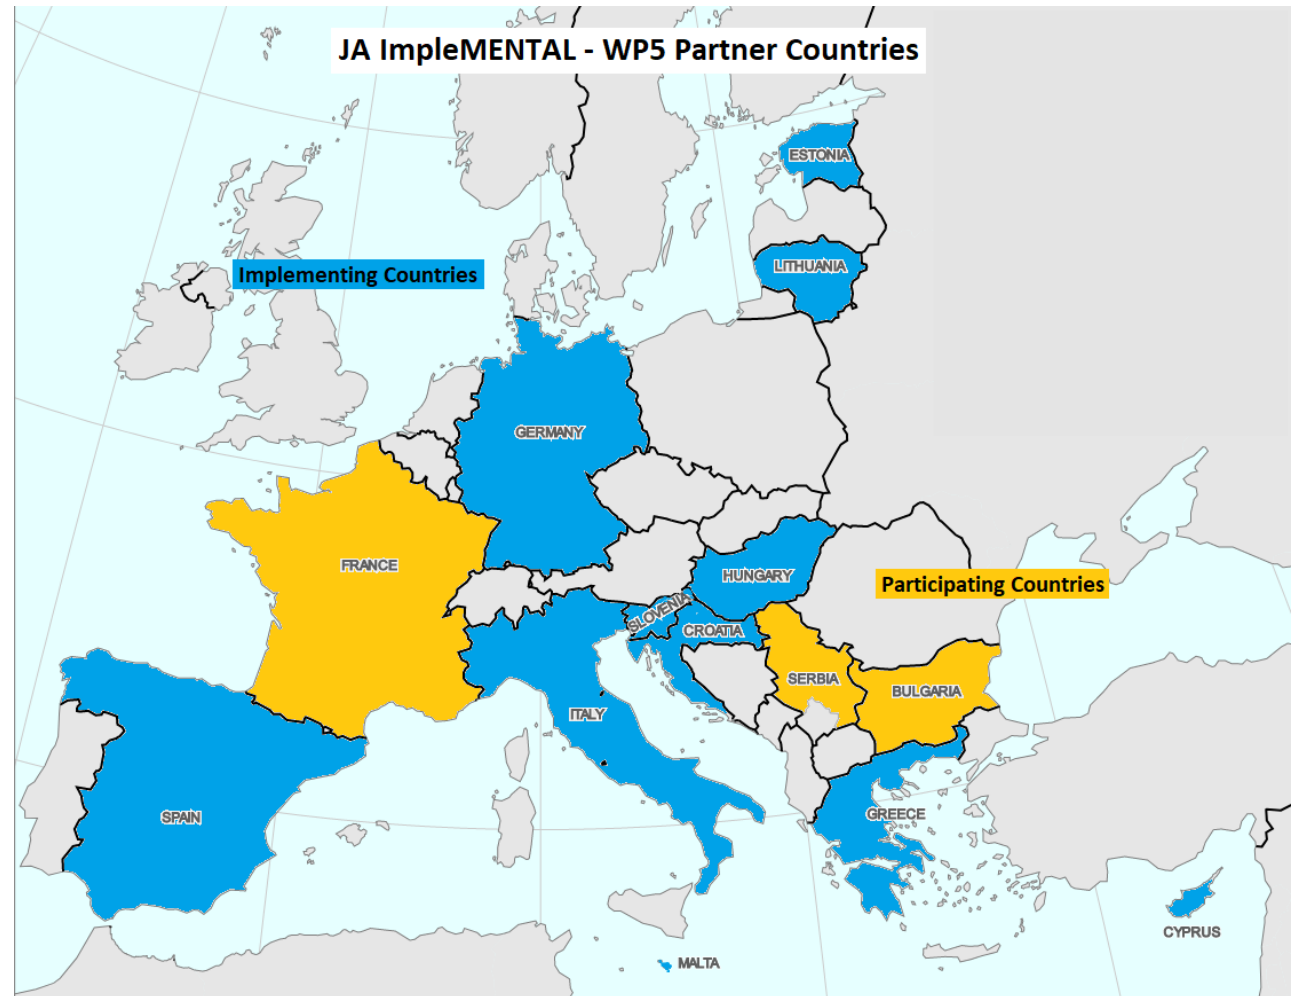 JA ImpleMENTAL - WP5 Partner Countries
ESTONIA
LITHUANIA
Implementing Countries
GERMANY
FRANCE
HUNGARY
Participating Countries
SLOVENIA
CROATIA
SERBIA
BULGARIA
ITALY
SPAIN
GREECE
CYPRUS
MALTA